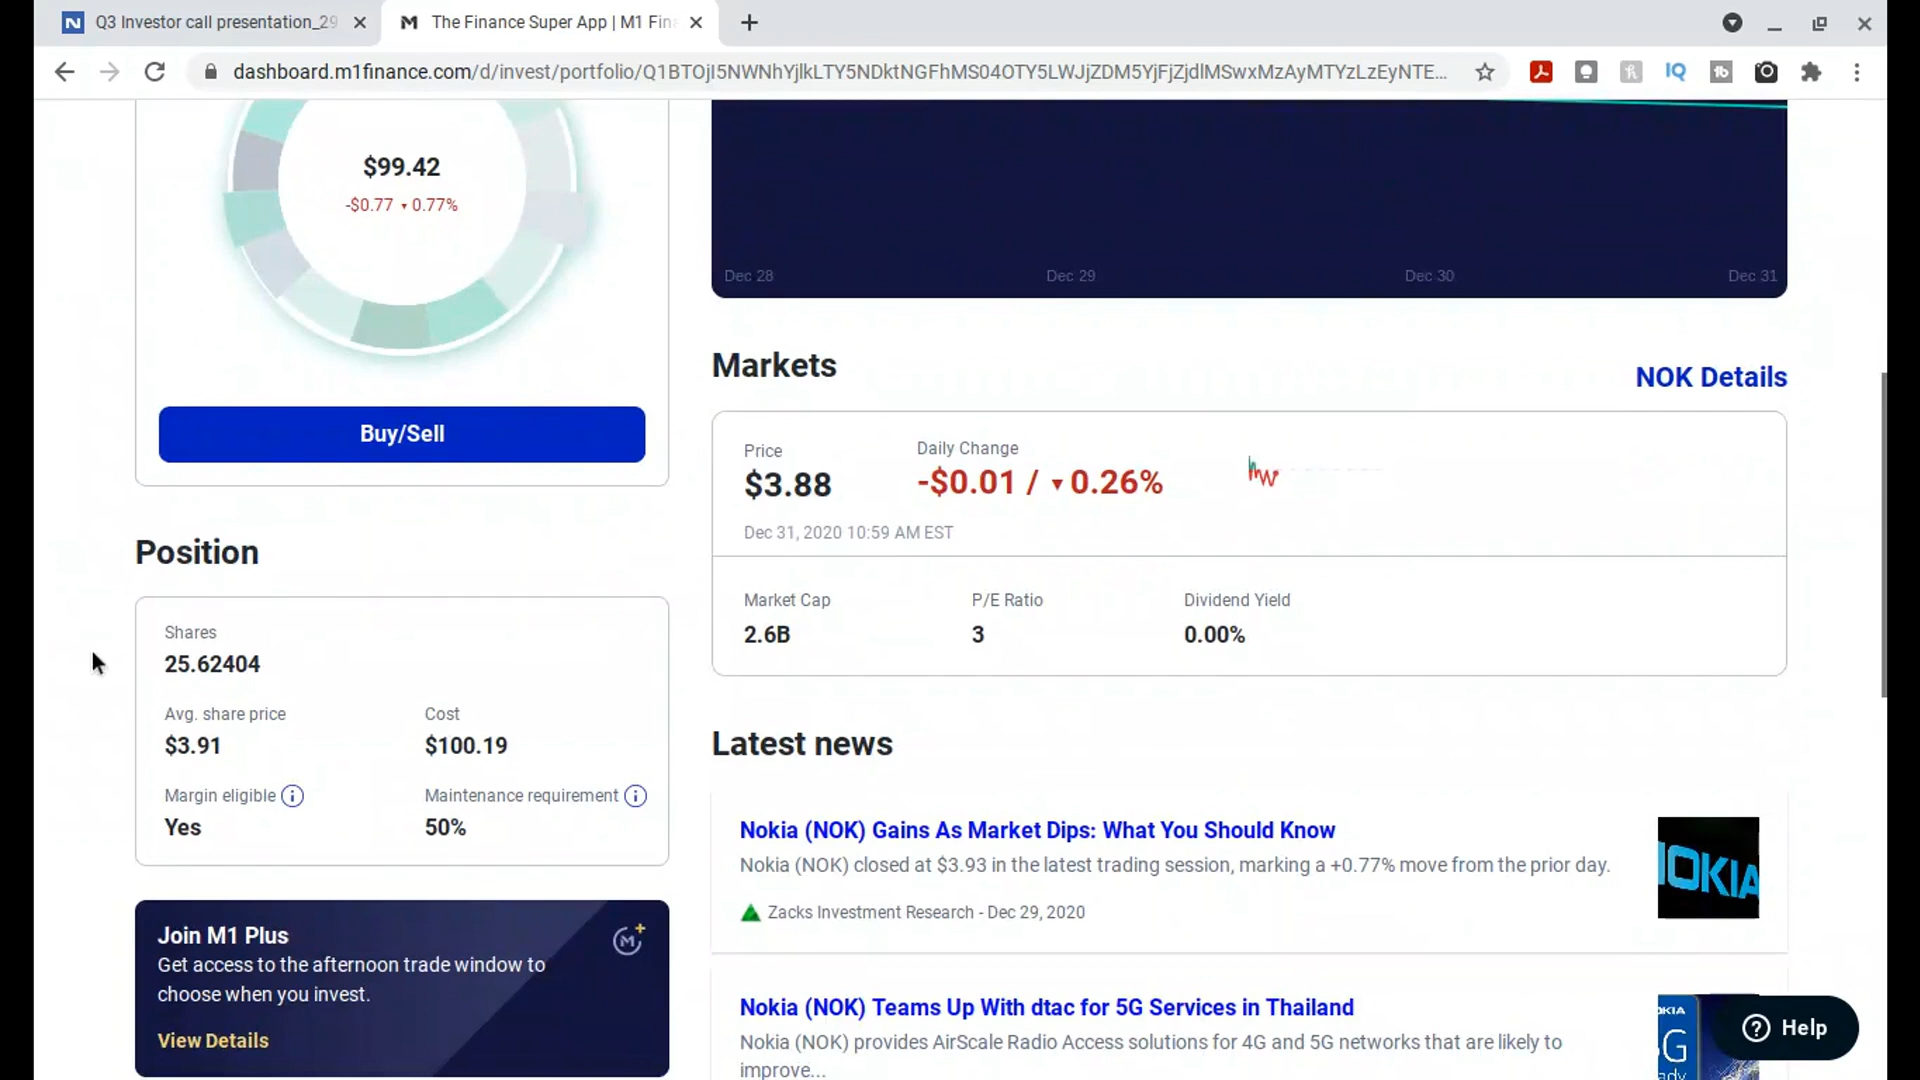 Q3 Investor call presentation_29
The Finance Super App | M1 Fin
dashboard.m1finance.com/d/invest/portfolio/Q1BTOjI5NWNhYjlkLTY5NDktNGFhMS04OTY5LWJjZDM5YjFjZjdlMSwxMzAyMTYzLzEyNTE...
IQ
$99.42
-$0.77 ▾ 0.77%
Buy/Sell
Dec 28
Dec 29
Dec 30
Dec 31
Markets
NOK Details
Price
$3.88
Daily Change
-$0.01 / ▾ 0.26%
Dec 31, 2020 10:59 AM EST
Market Cap
2.6B
P/E Ratio
3
Dividend Yield
0.00%
Position
Shares
25.62404
Avg. share price
$3.91
Cost
$100.19
Margin eligible
Yes
Maintenance requirement
50%
Join M1 Plus
Get access to the afternoon trade window to
choose when you invest.
View Details
Latest news
Nokia (NOK) Gains As Market Dips: What You Should Know
Nokia (NOK) closed at $3.93 in the latest trading session, marking a +0.77% move from the prior day.
Zacks Investment Research - Dec 29, 2020
NOKIA
Nokia (NOK) Teams Up With dtac for 5G Services in Thailand
Nokia (NOK) provides AirScale Radio Access solutions for 4G and 5G networks that are likely to
improve...
Help